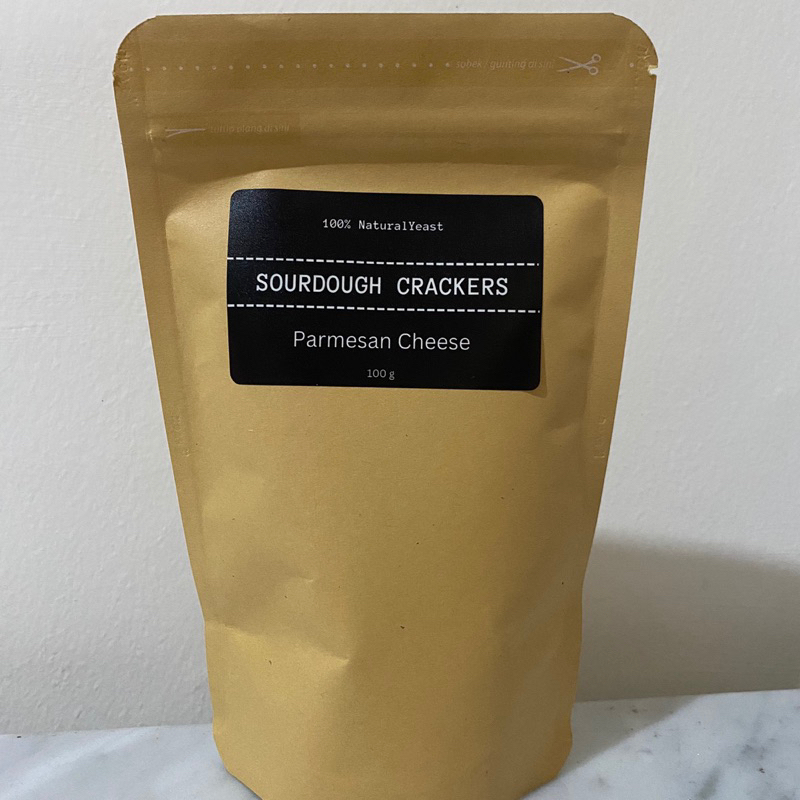 100% NaturalYeast
SOURDOUGH CRACKERS
Parmesan Cheese
100 g